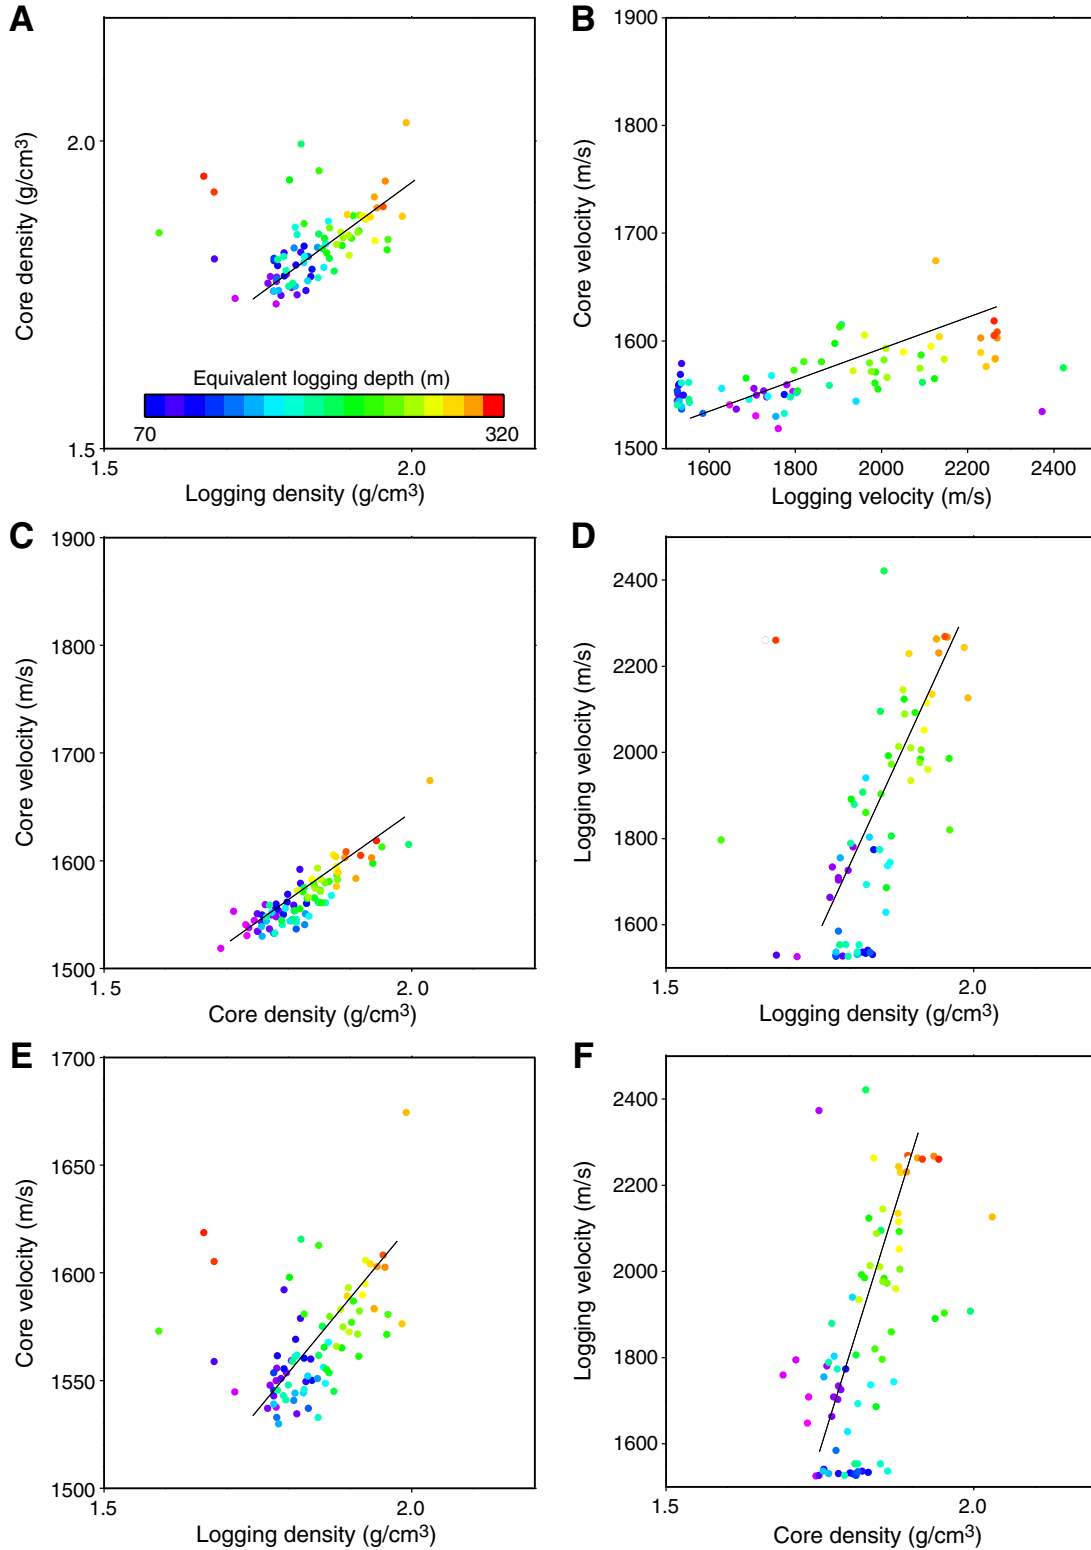 A
2.0
1.5
Core density (g/cm³)
Equivalent logging depth (m)
70 320
1.5 2.0
Logging density (g/cm³)
B
1900
1800
1700
1600
1500
Core velocity (m/s)
1600 1800 2000 2200 2400
Logging velocity (m/s)
C
1900
1800
1700
1600
1500
Core velocity (m/s)
1.5 2.0
Core density (g/cm³)
D
2400
2200
2000
1800
1600
Logging velocity (m/s)
1.5 2.0
Logging density (g/cm³)
E
1700
1650
1600
1550
1500
Core velocity (m/s)
1.5 2.0
Logging density (g/cm³)
F
2400
2200
2000
1800
1600
Logging velocity (m/s)
1.5 2.0
Core density (g/cm³)